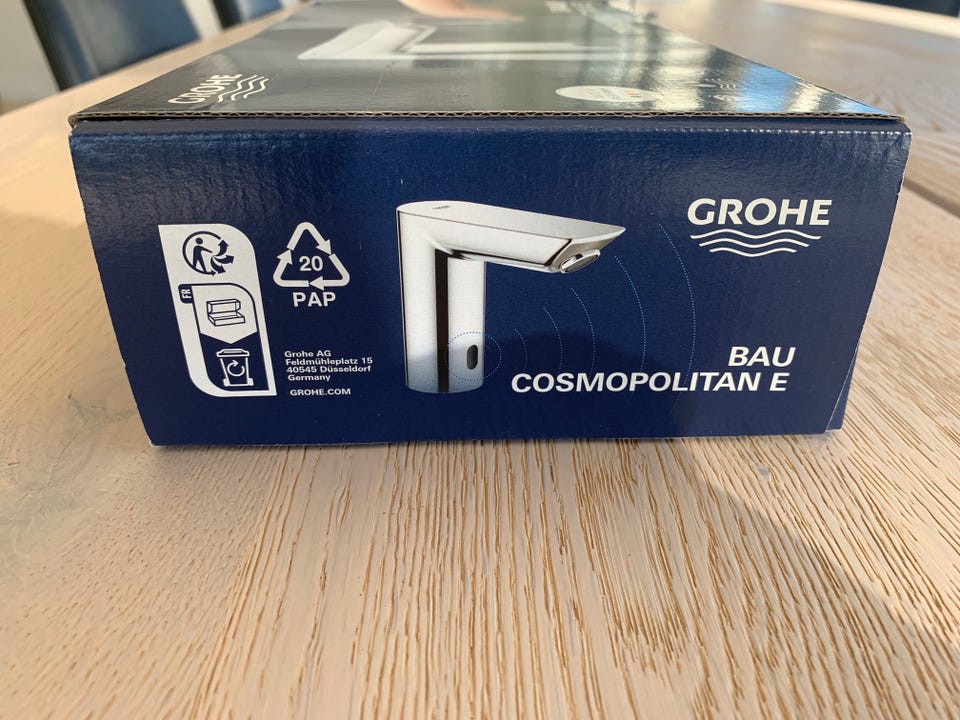 GROHE
GROHE
FR
20
PAP
Grohe AG
Feldmühleplatz 15
40545 Düsseldorf
Germany
GROHE.COM
BAU
COSMOPOLITAN E